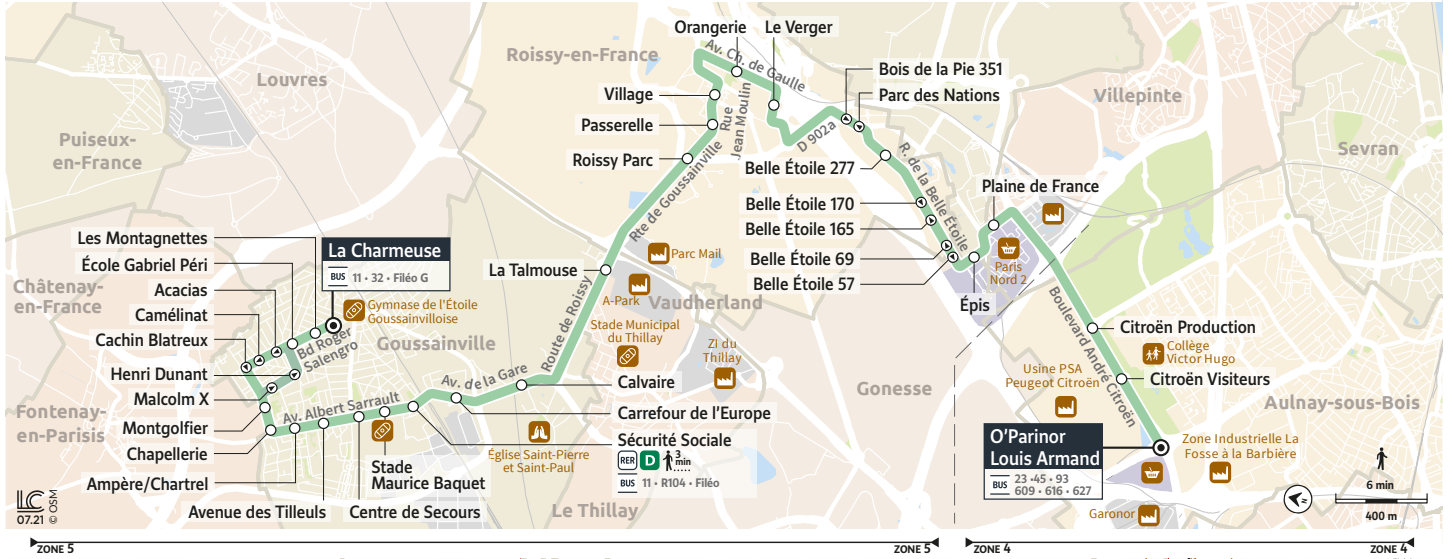 Orangerie
Le Verger
Roissy-en-France
Av. Ch. de Gaulle
Louvres
Bois de la Pie 351
Village
Parc des Nations
Villepinte
Rue
Jean Moulin
Passerelle
D 902a
Puiseux-
en-France
Roissy Parc
Sevran
Belle Étoile 277
R. de la Belle Étoile
Plaine de France
Rte de Goussainville
Belle Étoile 170
Belle Étoile 165
Les Montagnettes
La Charmeuse
BUS 11 • 32 • Filéo G
École Gabriel Péri
Parc Mail
Belle Étoile 69
Paris
Nord 2
La Talmouse
Belle Étoile 57
Châtenay-
en-France
Acacias
A-Park
Vaudherland
Épis
Gymnase de l'Étoile
Goussainvilloise
Camélinat
Stade Municipal
du Thillay
Route de Roissy
Boulevard André Citroën
Citroën Production
Cachin Blatreux
Bd Roger
Salengro
Goussainville
ZI du
Thillay
Collège
Victor Hugo
Henri Dunant
Av. de la Gare
Usine PSA
Peugeot Citroën
Citroën Visiteurs
Malcolm X
Calvaire
Gonesse
Fontenay-
en-Parisis
Av. Albert Sarrault
Carrefour de l'Europe
Aulnay-sous-Bois
Montgolfier
Sécurité Sociale
RER D 3
min
BUS 11 • R104 • Filéo
O'Parinor
Louis Armand
BUS 23 •45 • 93
609 • 616 • 627
Zone Industrielle La
Fosse à la Barbière
Chapellerie
Église Saint-Pierre
et Saint-Paul
Stade
Maurice Baquet
Ampère/Chartrel
6 min
N
400 m
LC
07.21 © OSM
Avenue des Tilleuls
Centre de Secours
Le Thillay
Garonor
ZONE 5
ZONE 5
ZONE 4
ZONE 4